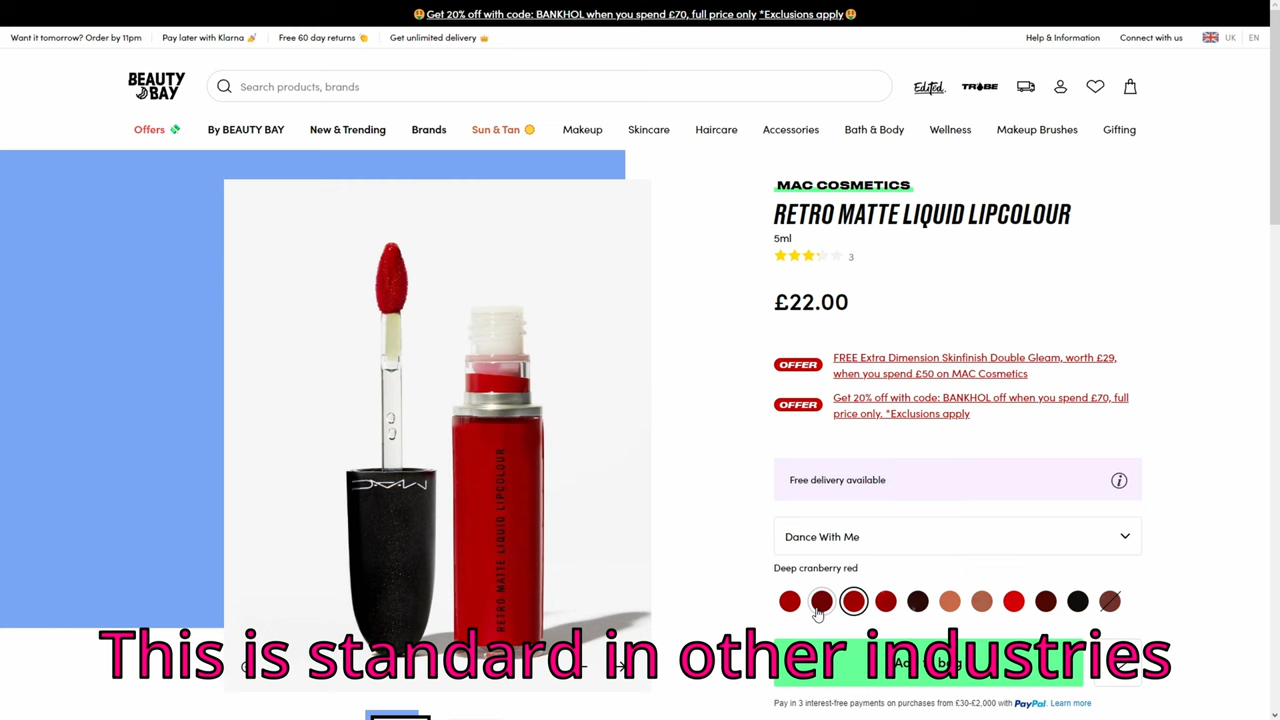 🤑Get 20% off with code: BANKHOL when you spend £70, full price only *Exclusions apply🤑
Want it tomorrow? Order by 11pm
Pay later with Klarna 💅
Free 60 day returns 👏
Get unlimited delivery 👑
Help & Information
Connect with us
UK
EN
BEAUTY
BAY
Search products, brands
Edited.
TRIBE
Offers 💸
By BEAUTY BAY
New & Trending
Brands
Sun & Tan 🌞
Makeup
Skincare
Haircare
Accessories
Bath & Body
Wellness
Makeup Brushes
Gifting
MAC COSMETICS
RETRO MATTE LIQUID LIPCOLOUR
5ml
3
£22.00
OFFER
FREE Extra Dimension Skinfinish Double Gleam, worth £29,
when you spend £50 on MAC Cosmetics
OFFER
Get 20% off with code: BANKHOL off when you spend £70, full
price only. *Exclusions apply
Free delivery available
Dance With Me
Deep cranberry red
MAC
RETRO MATTE LIQUID LIPCOLOUR
This is standard in other industries
Pay in 3 interest-free payments on purchases from £30-£2,000 with PayPal. Learn more